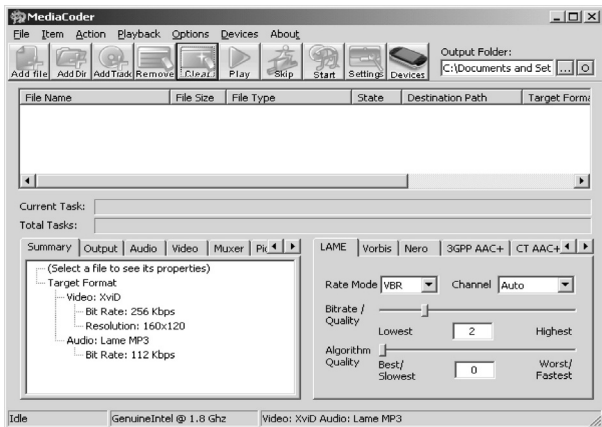 MediaCoder
File Item Action Playback Options Devices About
Output Folder:
Add file Add Dir Add Track Remove Clear Play Skip Start Settings Devices
C:\Documents and Set ... O
File Name File Size File Type State Destination Path Target Forma
Current Task:
Total Tasks:
Summary Output Audio Video Muxer Pic
(Select a file to see its properties)
Target Format
Video: XviD
Bit Rate: 256 Kbps
Resolution: 160x120
Audio: Lame MP3
Bit Rate: 112 Kbps
LAME Vorbis Nero 3GPP AAC+ CT AAC+
Rate Mode VBR Channel Auto
Bitrate /
Quality
Lowest 2 Highest
Algorithm
Quality
Best/
Slowest
0
Worst/
Fastest
Idle GenuineIntel @ 1.8 Ghz Video: XviD Audio: Lame MP3